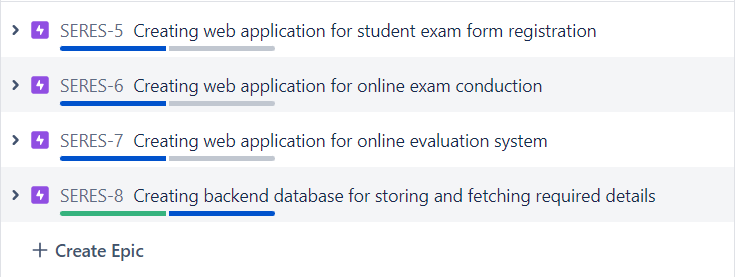 SERES-5 Creating web application for student exam form registration
SERES-6 Creating web application for online exam conduction
SERES-7 Creating web application for online evaluation system
SERES-8 Creating backend database for storing and fetching required details
+ Create Epic